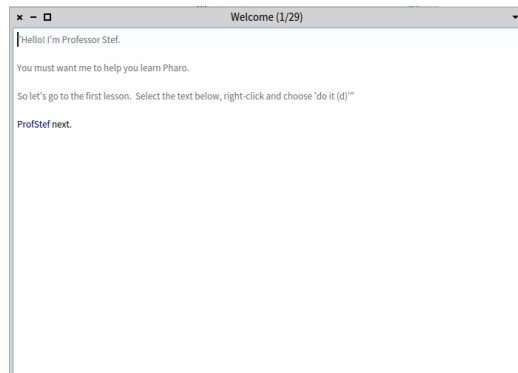 Welcome (1/29)
"Hello! I'm Professor Stef.
You must want me to help you learn Pharo.
So let's go to the first lesson. Select the text below, right-click and choose 'do it (d)'"
ProfStef next.